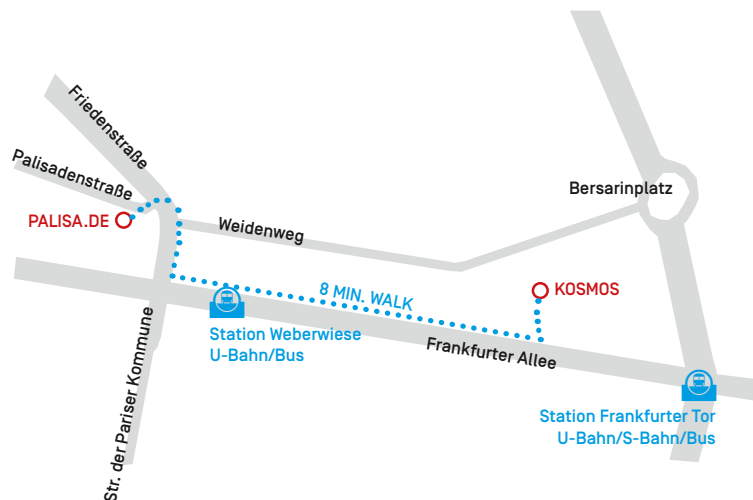 Friedenstraße
Palisadenstraße
PALISA.DE
Weidenweg
Bersarinplatz
8 MIN. WALK
KOSMOS
Station Weberwiese
U-Bahn/Bus
Frankfurter Allee
Str. der Pariser Kommune
Station Frankfurter Tor
U-Bahn/S-Bahn/Bus